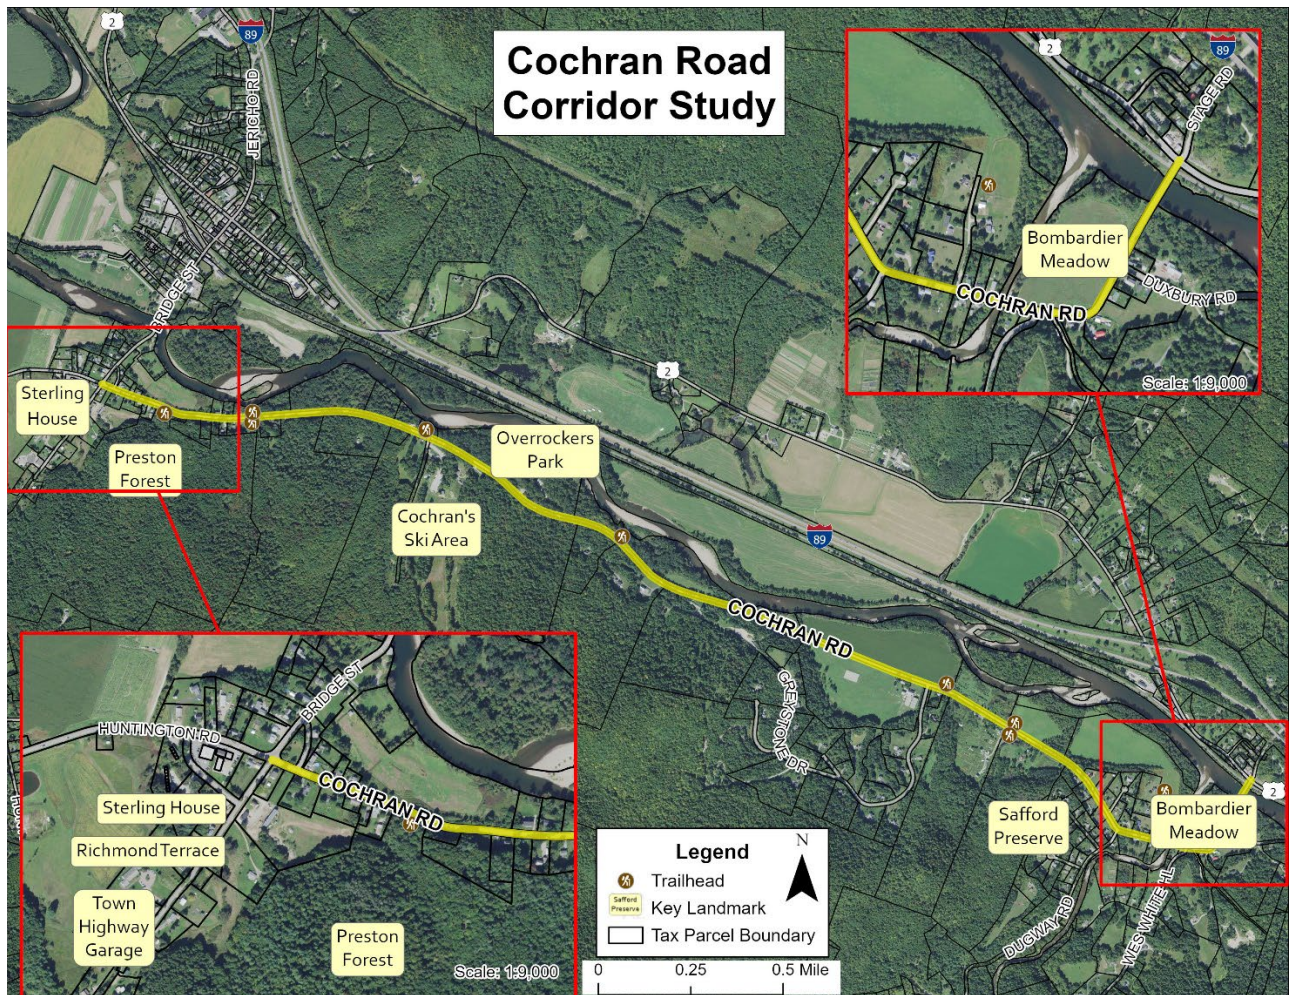 Cochran Road
Corridor Study
2
89
JERICHO RD
BRIDGE ST
Sterling
House
Preston
Forest
Cochran's
Ski Area
Overrockers
Park
2
89
COCHRAN RD
GREYSTONE DR
Safford
Preserve
Bombardier
Meadow
2
DUGWAY RD
WES WHITE HL
2
89
STAGE RD
Bombardier
Meadow
COCHRAN RD
DUXBURY RD
Scale: 1:9,000
HUNTINGTON RD
BRIDGE ST
COCHRAN RD
Sterling House
Richmond Terrace
Town
Highway
Garage
Preston
Forest
Scale: 1:9,000
Legend
N
Trailhead
Safford
Preserve
Key Landmark
Tax Parcel Boundary
0
0.25
0.5 Mile